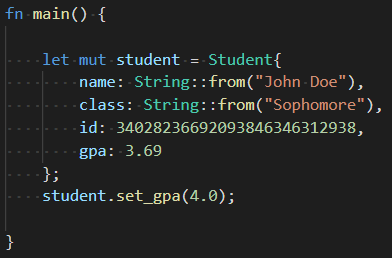 fn main() {
let mut student = Student{
name: String::from("John Doe"),
class: String::from("Sophomore"),
id: 34028236692093846346312938,
gpa: 3.69
};
student.set_gpa(4.0);
}